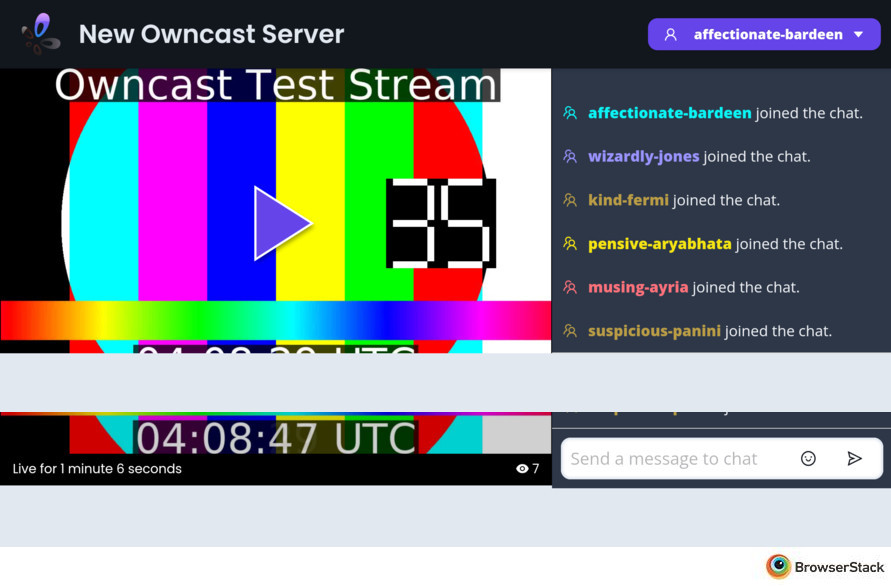 New Owncast Server
affectionate-bardeen
Owncast Test Stream
35
affectionate-bardeen joined the chat.
wizardly-jones joined the chat.
kind-fermi joined the chat.
pensive-aryabhata joined the chat.
musing-ayria joined the chat.
suspicious-panini joined the chat.
UTC
04:08:47 UTC
Live for 1 minute 6 seconds
7
Send a message to chat
BrowserStack